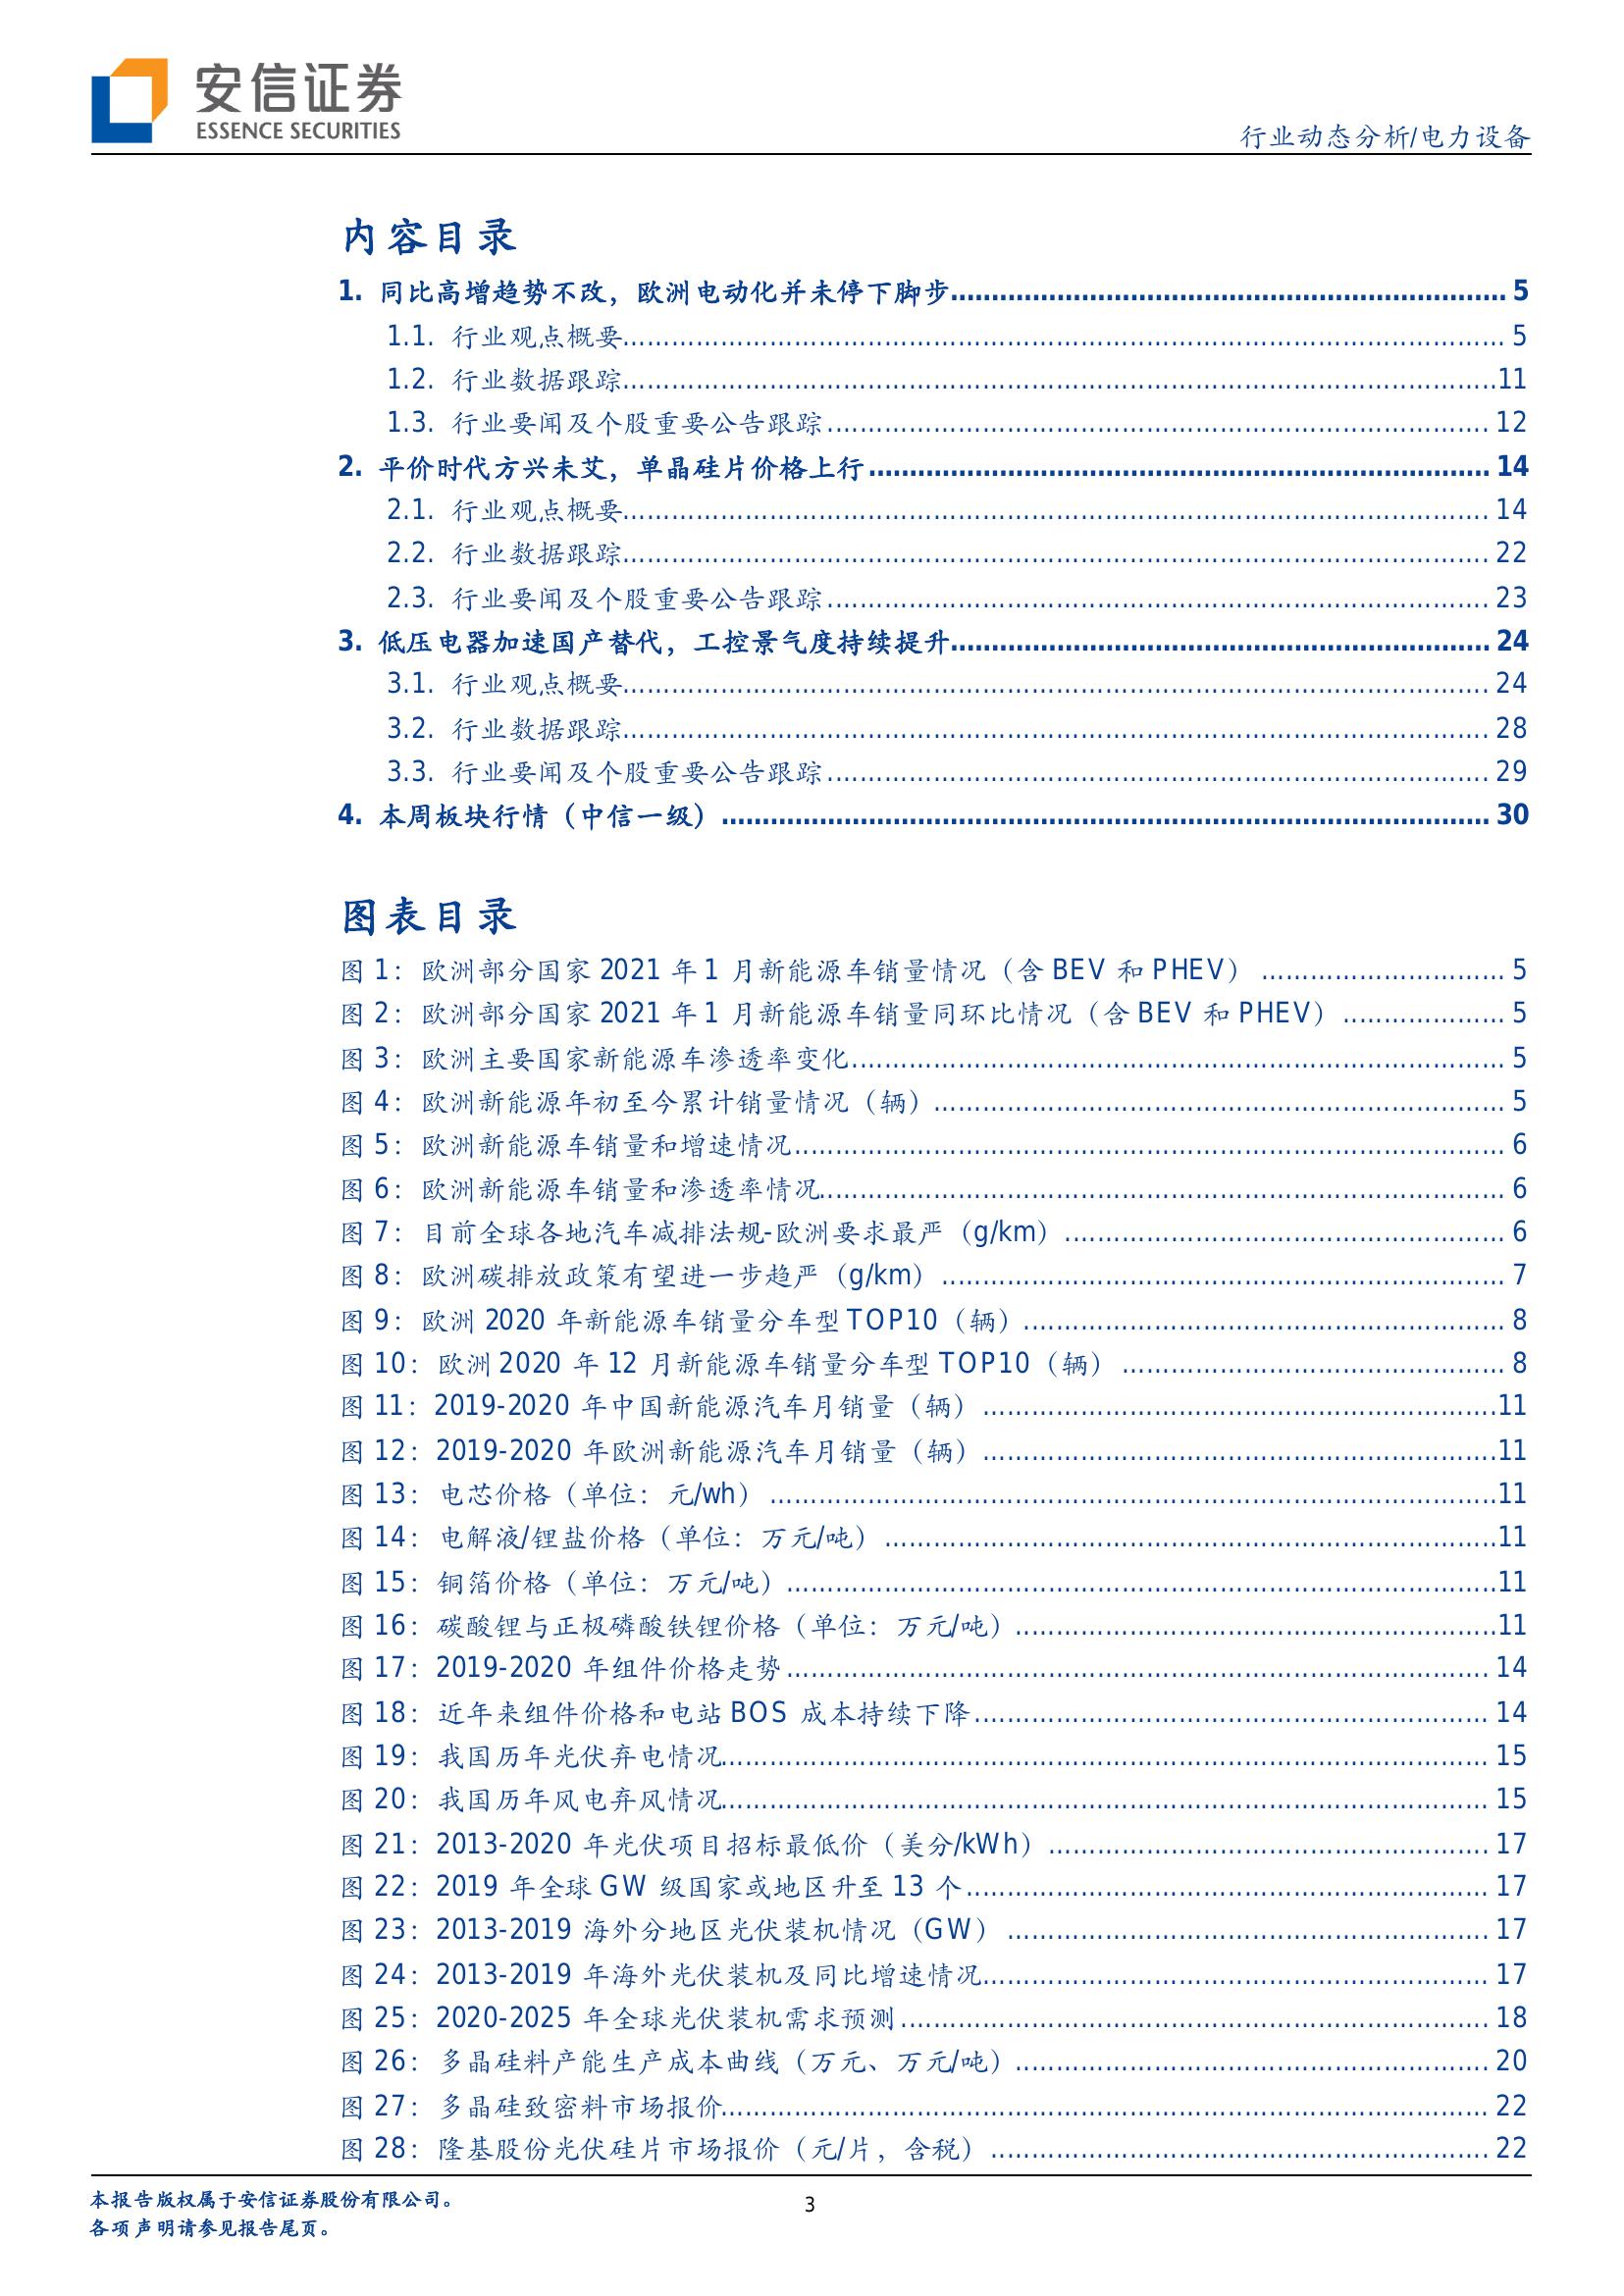 安信证券
ESSENCE SECURITIES
行业动态分析/电力设备
内容目录
1. 同比高增趋势不改，欧洲电动化并未停下脚步 5
1.1. 行业观点概要 5
1.2. 行业数据跟踪 11
1.3. 行业要闻及个股重要公告跟踪 12
2. 平价时代方兴未艾，单晶硅片价格上行 14
2.1. 行业观点概要 14
2.2. 行业数据跟踪 22
2.3. 行业要闻及个股重要公告跟踪 23
3. 低压电器加速国产替代，工控景气度持续提升 24
3.1. 行业观点概要 24
3.2. 行业数据跟踪 28
3.3. 行业要闻及个股重要公告跟踪 29
4. 本周板块行情（中信一级） 30
图表目录
图 1：欧洲部分国家 2021 年 1 月新能源车销量情况（含 BEV 和 PHEV） 5
图 2：欧洲部分国家 2021 年 1 月新能源车销量同环比情况（含 BEV 和 PHEV） 5
图 3：欧洲主要国家新能源车渗透率变化 5
图 4：欧洲新能源年初至今累计销量情况（辆） 5
图 5：欧洲新能源车销量和增速情况 6
图 6：欧洲新能源车销量和渗透率情况 6
图 7：目前全球各地汽车减排法规-欧洲要求最严（g/km） 6
图 8：欧洲碳排放政策有望进一步趋严（g/km） 7
图 9：欧洲 2020 年新能源车销量分车型 TOP10（辆） 8
图 10：欧洲 2020 年 12 月新能源车销量分车型 TOP10（辆） 8
图 11：2019-2020 年中国新能源汽车月销量（辆） 11
图 12：2019-2020 年欧洲新能源汽车月销量（辆） 11
图 13：电芯价格（单位：元/wh） 11
图 14：电解液/锂盐价格（单位：万元/吨） 11
图 15：铜箔价格（单位：万元/吨） 11
图 16：碳酸锂与正极磷酸铁锂价格（单位：万元/吨） 11
图 17：2019-2020 年组件价格走势 14
图 18：近年来组件价格和电站 BOS 成本持续下降 14
图 19：我国历年光伏弃电情况 15
图 20：我国历年风电弃风情况 15
图 21：2013-2020 年光伏项目招标最低价（美分/kWh） 17
图 22：2019 年全球 GW 级国家或地区升至 13 个 17
图 23：2013-2019 海外分地区光伏装机情况（GW） 17
图 24：2013-2019 年海外光伏装机及同比增速情况 17
图 25：2020-2025 年全球光伏装机需求预测 18
图 26：多晶硅料产能生产成本曲线（万元、万元/吨） 20
图 27：多晶硅致密料市场报价 22
图 28：隆基股份光伏硅片市场报价（元/片，含税） 22
本报告版权属于安信证券股份有限公司。
3
各项声明请参见报告尾页。